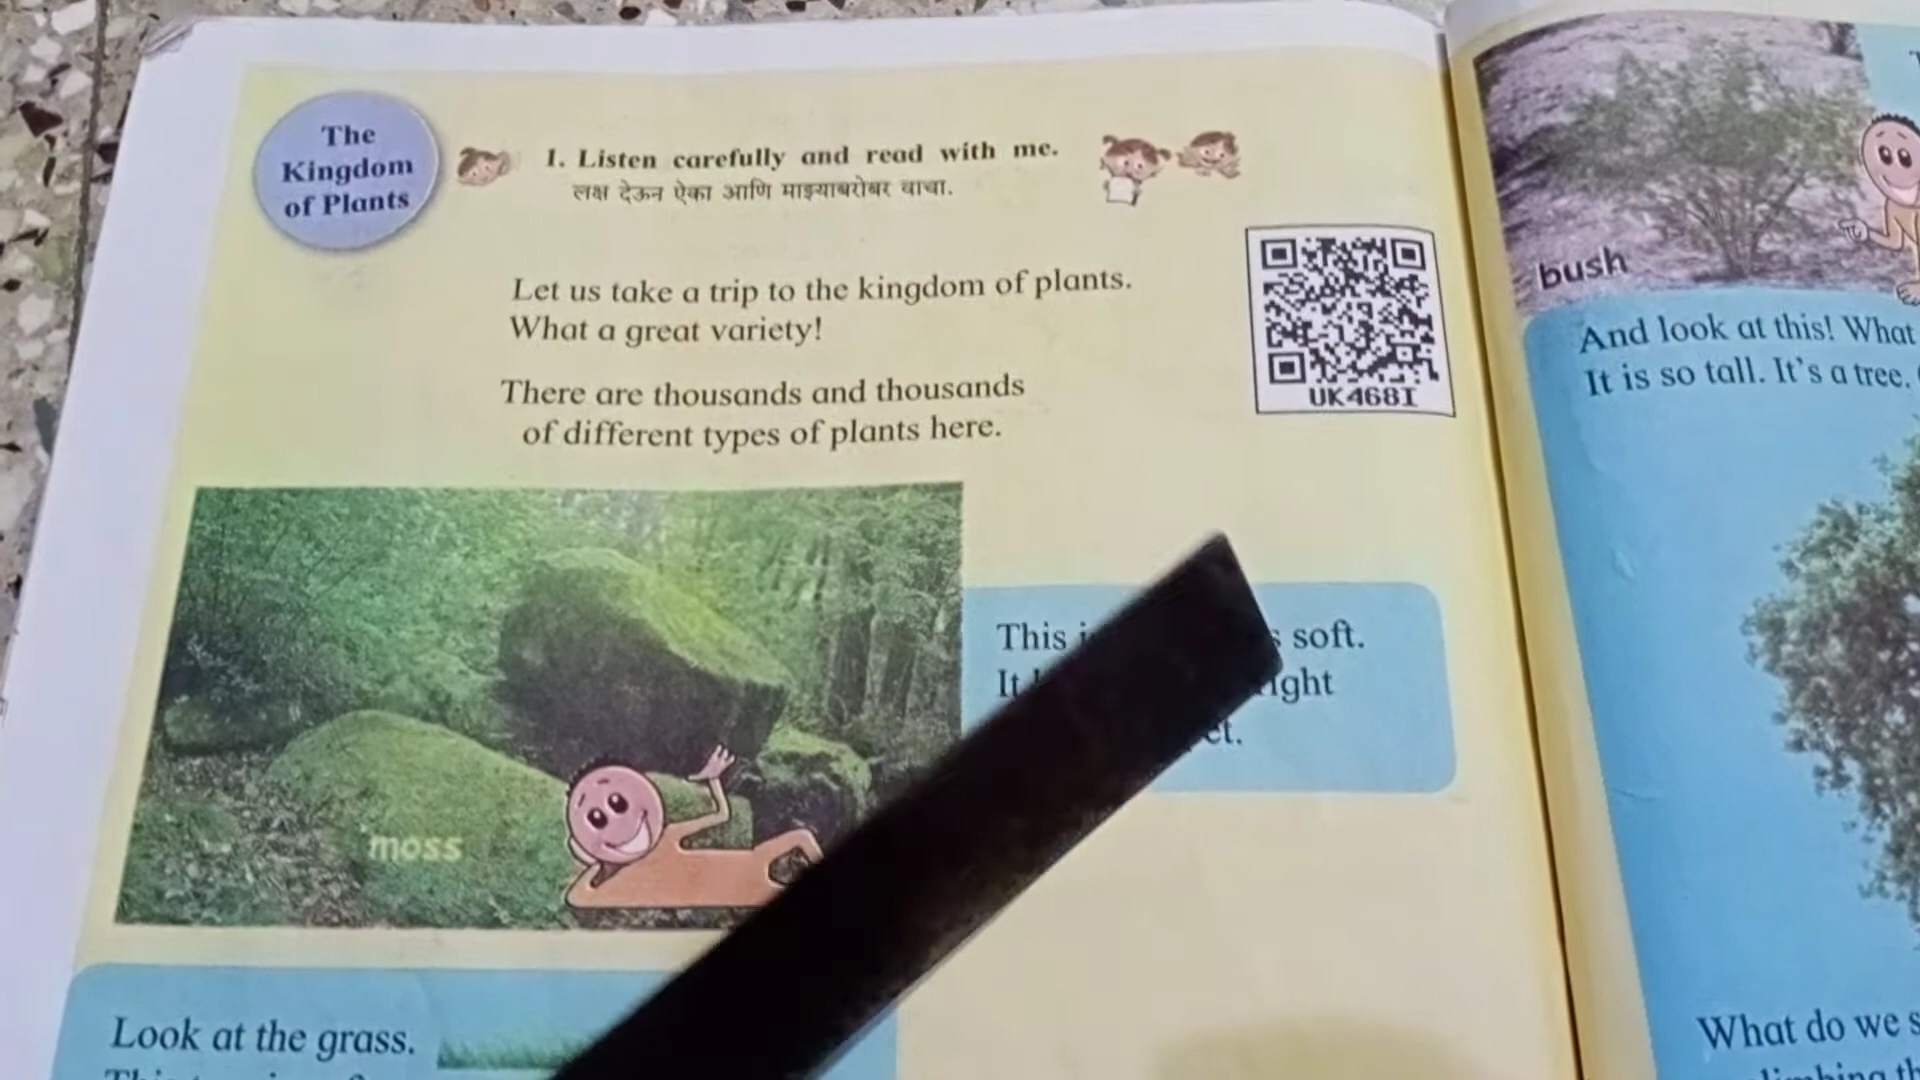 The
Kingdom
of Plants
1. Listen carefully and read with me.
लक्ष देऊन ऐका आणि माझ्याबरोबर वाचा.
Let us take a trip to the kingdom of plants.
What a great variety!
There are thousands and thousands
of different types of plants here.
UK468I
This soft.
It
moss
Look at the grass.
bush
And look at this! What
It is so tall. It's a tree.
What do we